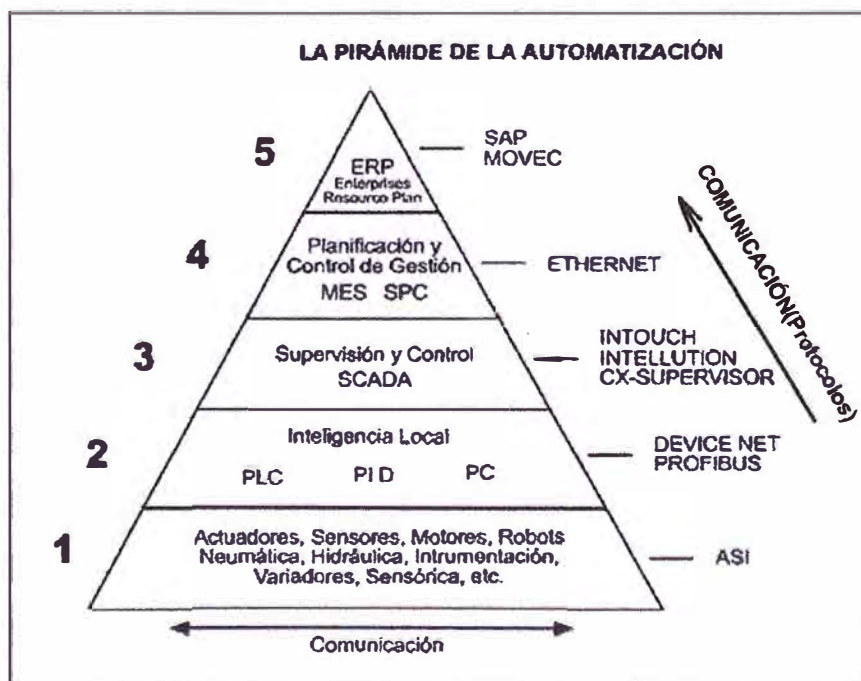 LA PIRÁMIDE DE LA AUTOMATIZACIÓN
5
ERP
Enterprises
Resource Plan
SAP
MOVEC
4
Planificación y
Control de Gestión
MES SPC
ETHERNET
3
Supervisión y Control
SCADA
INTOUCH
INTELLUTION
CX-SUPERVISOR
2
Inteligencia Local
PLC PID PC
DEVICE NET
PROFIBUS
1
Actuadores, Sensores, Motores, Robots
Neumática, Hidráulica, Intrumentación,
Variadores, Sensórica, etc.
ASI
Comunicación
COMUNICACIÓN(Protocolos)